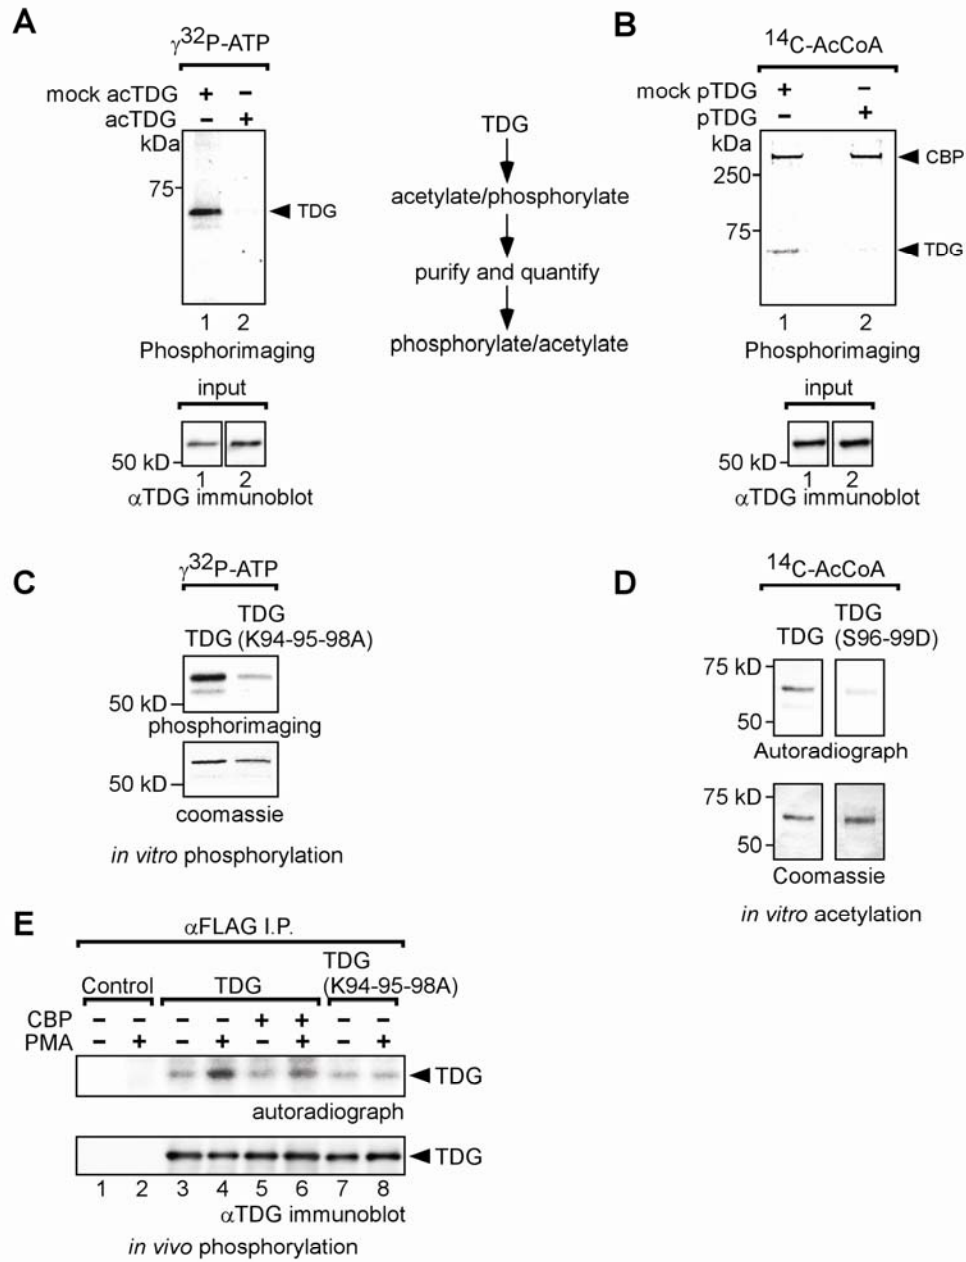 A
γ32P-ATP
mock acTDG + –
acTDG – +
kDa
75
TDG
1 2
Phosphorimaging
input
50 kD
1 2
αTDG immunoblot
TDG
acetylate/phosphorylate
purify and quantify
phosphorylate/acetylate
B
14C-AcCoA
mock pTDG + –
pTDG – +
kDa
CBP
250
75
TDG
1 2
Phosphorimaging
input
50 kD
1 2
αTDG immunoblot
C
γ32P-ATP
TDG
TDG (K94-95-98A)
50 kD
phosphorimaging
50 kD
coomassie
in vitro phosphorylation
D
14C-AcCoA
TDG
TDG (S96-99D)
75 kD
50
Autoradiograph
75 kD
50
Coomassie
in vitro acetylation
E
αFLAG I.P.
TDG
Control TDG (K94-95-98A)
CBP – – – – + + – –
PMA – + – + – + – +
TDG
autoradiograph
TDG
1 2 3 4 5 6 7 8
αTDG immunoblot
in vivo phosphorylation